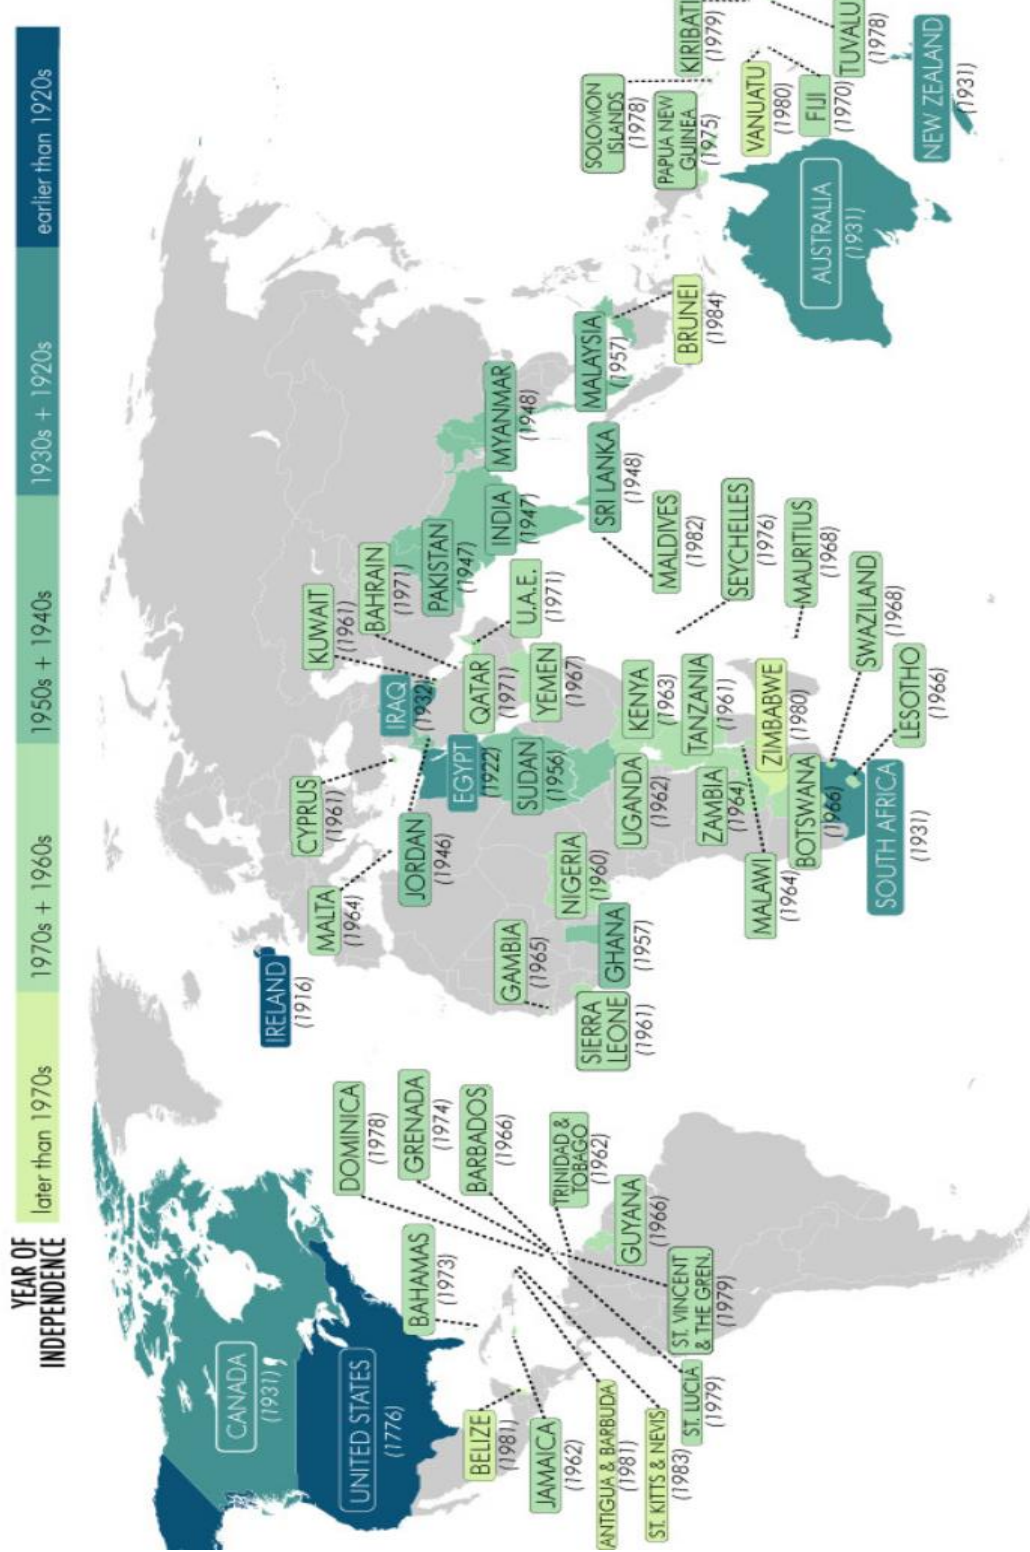 YEAR OF
INDEPENDENCE
later than 1970s
1970s + 1960s
1950s + 1940s
1930s + 1920s
earlier than 1920s
CANADA
(1931)
UNITED STATES
(1776)
BELIZE
(1981)
JAMAICA
(1962)
ANTIGUA & BARBUDA
(1981)
ST. KITTS & NEVIS
(1983)
ST. LUCIA
(1979)
ST. VINCENT
& THE GREN.
(1979)
BAHAMAS
(1973)
DOMINICA
(1978)
GRENADA
(1974)
BARBADOS
(1966)
TRINIDAD &
TOBAGO
(1962)
GUYANA
(1966)
IRELAND
(1916)
MALTA
(1964)
CYPRUS
(1961)
JORDAN
(1946)
GAMBIA
(1965)
SIERRA
LEONE
(1961)
GHANA
(1957)
NIGERIA
(1960)
EGYPT
(1922)
SUDAN
(1956)
IRAQ
(1932)
KUWAIT
(1961)
BAHRAIN
(1971)
QATAR
(1971)
U.A.E.
(1971)
YEMEN
(1967)
UGANDA
(1962)
KENYA
(1963)
TANZANIA
(1961)
ZAMBIA
(1964)
MALAWI
(1964)
ZIMBABWE
(1980)
BOTSWANA
(1966)
SOUTH AFRICA
(1931)
LESOTHO
(1966)
SWAZILAND
(1968)
MAURITIUS
(1968)
SEYCHELLES
(1976)
MALDIVES
(1982)
PAKISTAN
(1947)
INDIA
(1947)
SRI LANKA
(1948)
MYANMAR
(1948)
MALAYSIA
(1957)
BRUNEI
(1984)
AUSTRALIA
(1931)
SOLOMON
ISLANDS
(1978)
PAPUA NEW
GUINEA
(1975)
KIRIBATI
(1979)
VANUATU
(1980)
FIJI
(1970)
TUVALU
(1978)
NEW ZEALAND
(1931)